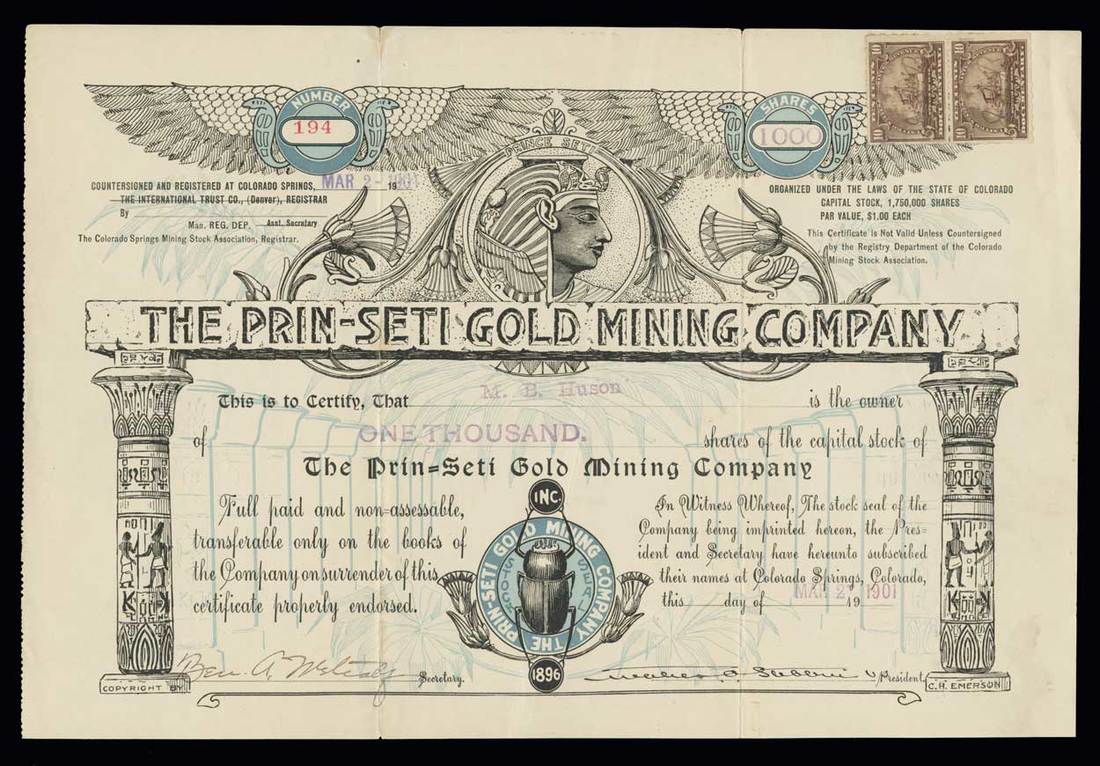 NUMBER
194
SHARES
1000
10
10
COUNTERSIGNED AND REGISTERED AT COLORADO SPRINGS, MAR 2- 1901 19
THE INTERNATIONAL TRUST CO., (Denver), REGISTRAR
By
Man. REG. DEP. Asst. Secretary
The Colorado Springs Mining Stock Association, Registrar.
PRINCE SETI
ORGANIZED UNDER THE LAWS OF THE STATE OF COLORADO
CAPITAL STOCK, 1,750,000 SHARES
PAR VALUE, $1.00 EACH
This Certificate is Not Valid Unless Countersigned
by the Registry Department of the Colorado
Mining Stock Association.
THE PRIN-SETI GOLD MINING COMPANY
This is to Certify, That M. B. Huson is the owner
of ONE THOUSAND. shares of the capital stock of
The Prin-Seti Gold Mining Company
Full paid and non-assessable,
transferable only on the books of
the Company on surrender of this
certificate properly endorsed.
INC.
THE PRIN-SETI GOLD MINING COMPANY
STOCK SEAL
1896
In Witness Whereof, The stock seal of the
Company being imprinted hereon, the Pres-
ident and Secretary have hereunto subscribed
their names at Colorado Springs, Colorado,
this day of MAR 2- 1901 19
Ben. A.
Secretary.
V President.
COPYRIGHT BY
C.H. EMERSON